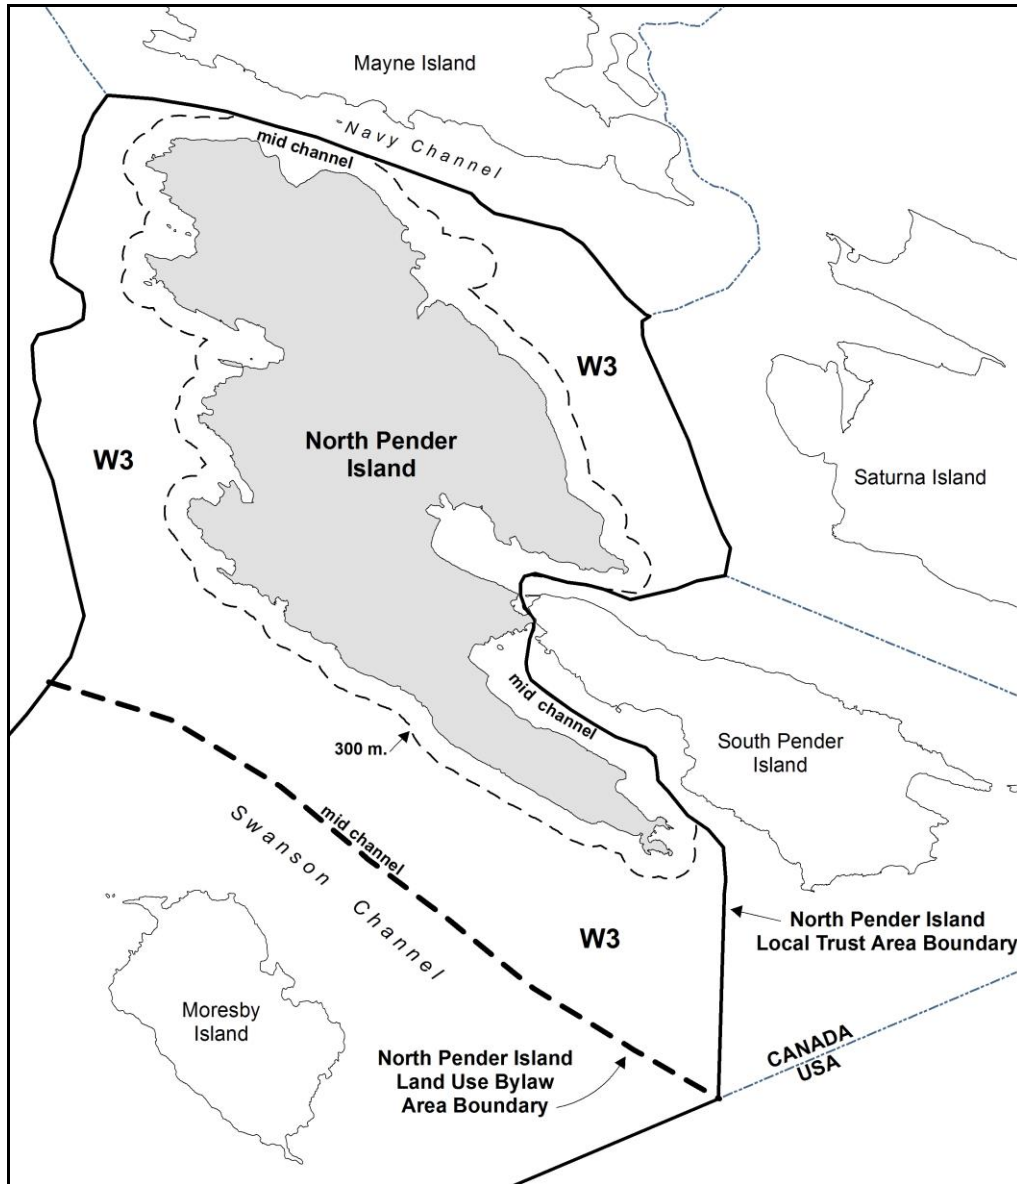 Mayne Island
Navy Channel
mid channel
W3
North Pender
Island
W3
Saturna Island
mid channel
South Pender
Island
300 m.
mid channel
Swanson Channel
W3
North Pender Island
Local Trust Area Boundary
Moresby
Island
CANADA
USA
North Pender Island
Land Use Bylaw
Area Boundary